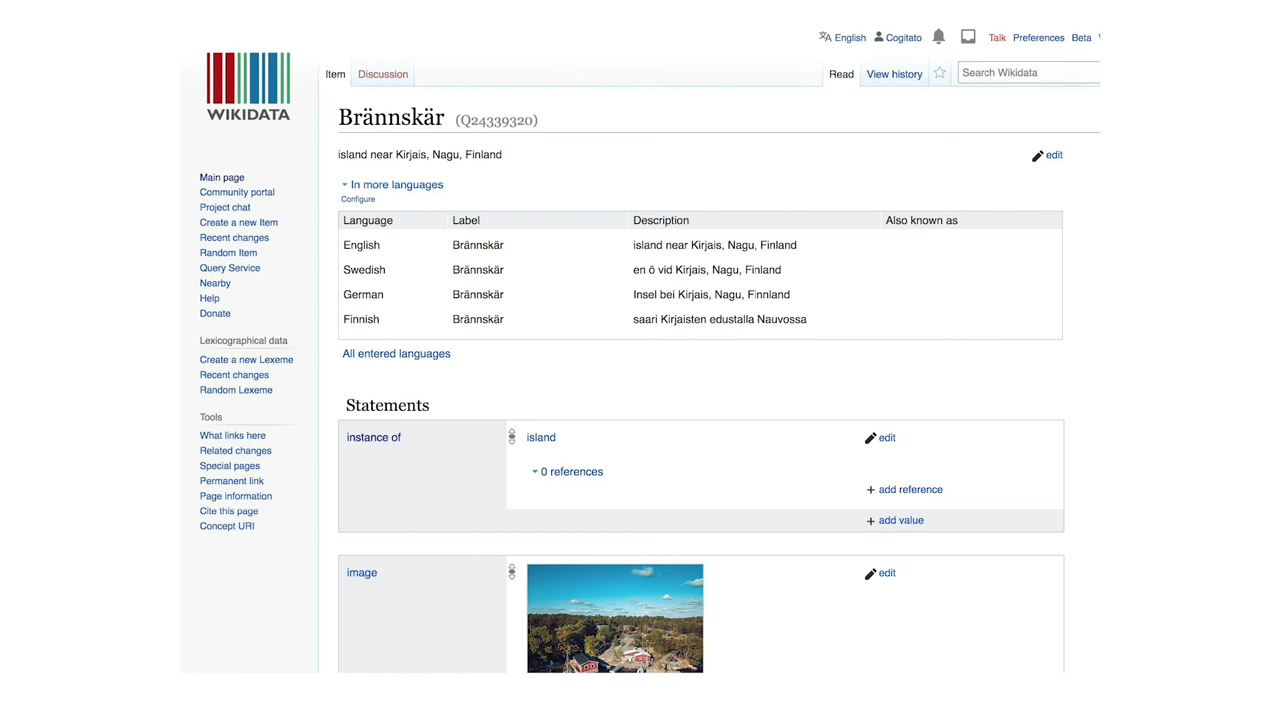 English Cogitato Talk Preferences Beta
WIKIDATA
Item Discussion Read View history Search Wikidata
Brännskär (Q24339320)
island near Kirjais, Nagu, Finland edit
In more languages
Configure
Language Label Description Also known as
English Brännskär island near Kirjais, Nagu, Finland
Swedish Brännskär en ö vid Kirjais, Nagu, Finland
German Brännskär Insel bei Kirjais, Nagu, Finnland
Finnish Brännskär saari Kirjaisten edustalla Nauvossa
All entered languages
Statements
instance of island edit
0 references
+ add reference
+ add value
image edit
Main page
Community portal
Project chat
Create a new Item
Recent changes
Random Item
Query Service
Nearby
Help
Donate
Lexicographical data
Create a new Lexeme
Recent changes
Random Lexeme
Tools
What links here
Related changes
Special pages
Permanent link
Page information
Cite this page
Concept URI